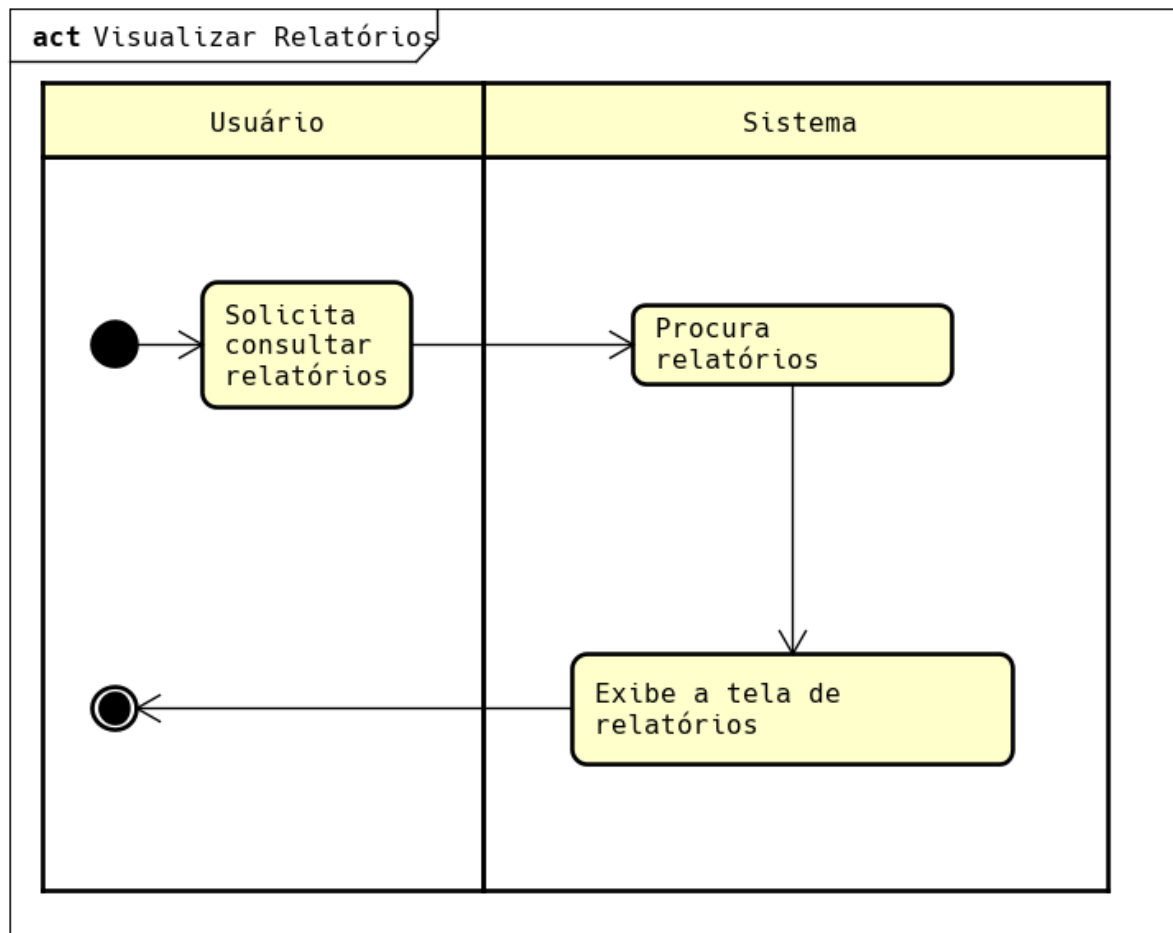 act Visualizar Relatórios
Usuário
Sistema
Solicita
consultar
relatórios
Procura
relatórios
Exibe a tela de
relatórios